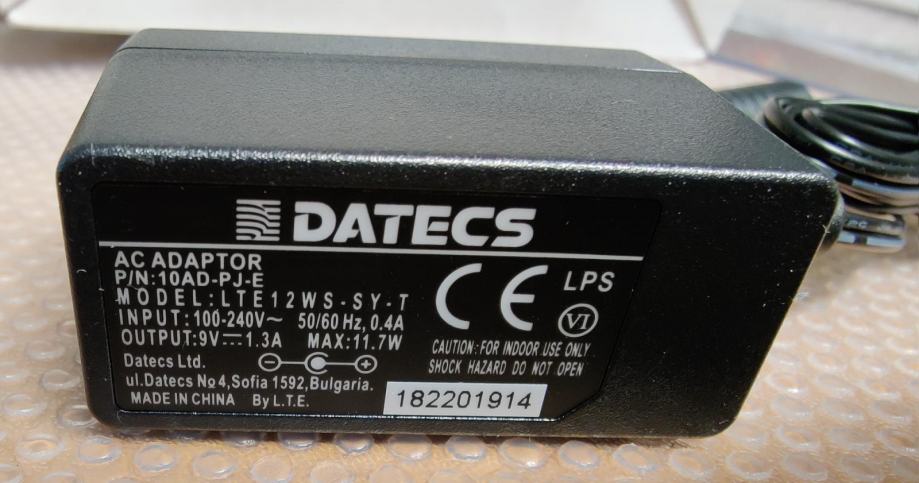 DATECS
AC ADAPTOR
P/N:10AD-PJ-E
MODEL:LTE12WS-SY-T
INPUT:100-240V~ 50/60 Hz, 0.4A
OUTPUT:9V⎓1.3A MAX:11.7W
Datecs Ltd.
ul.Datecs №4,Sofia 1592,Bulgaria.
MADE IN CHINA By L.T.E.
CE LPS
VI
CAUTION: FOR INDOOR USE ONLY
SHOCK HAZARD DO NOT OPEN
182201914